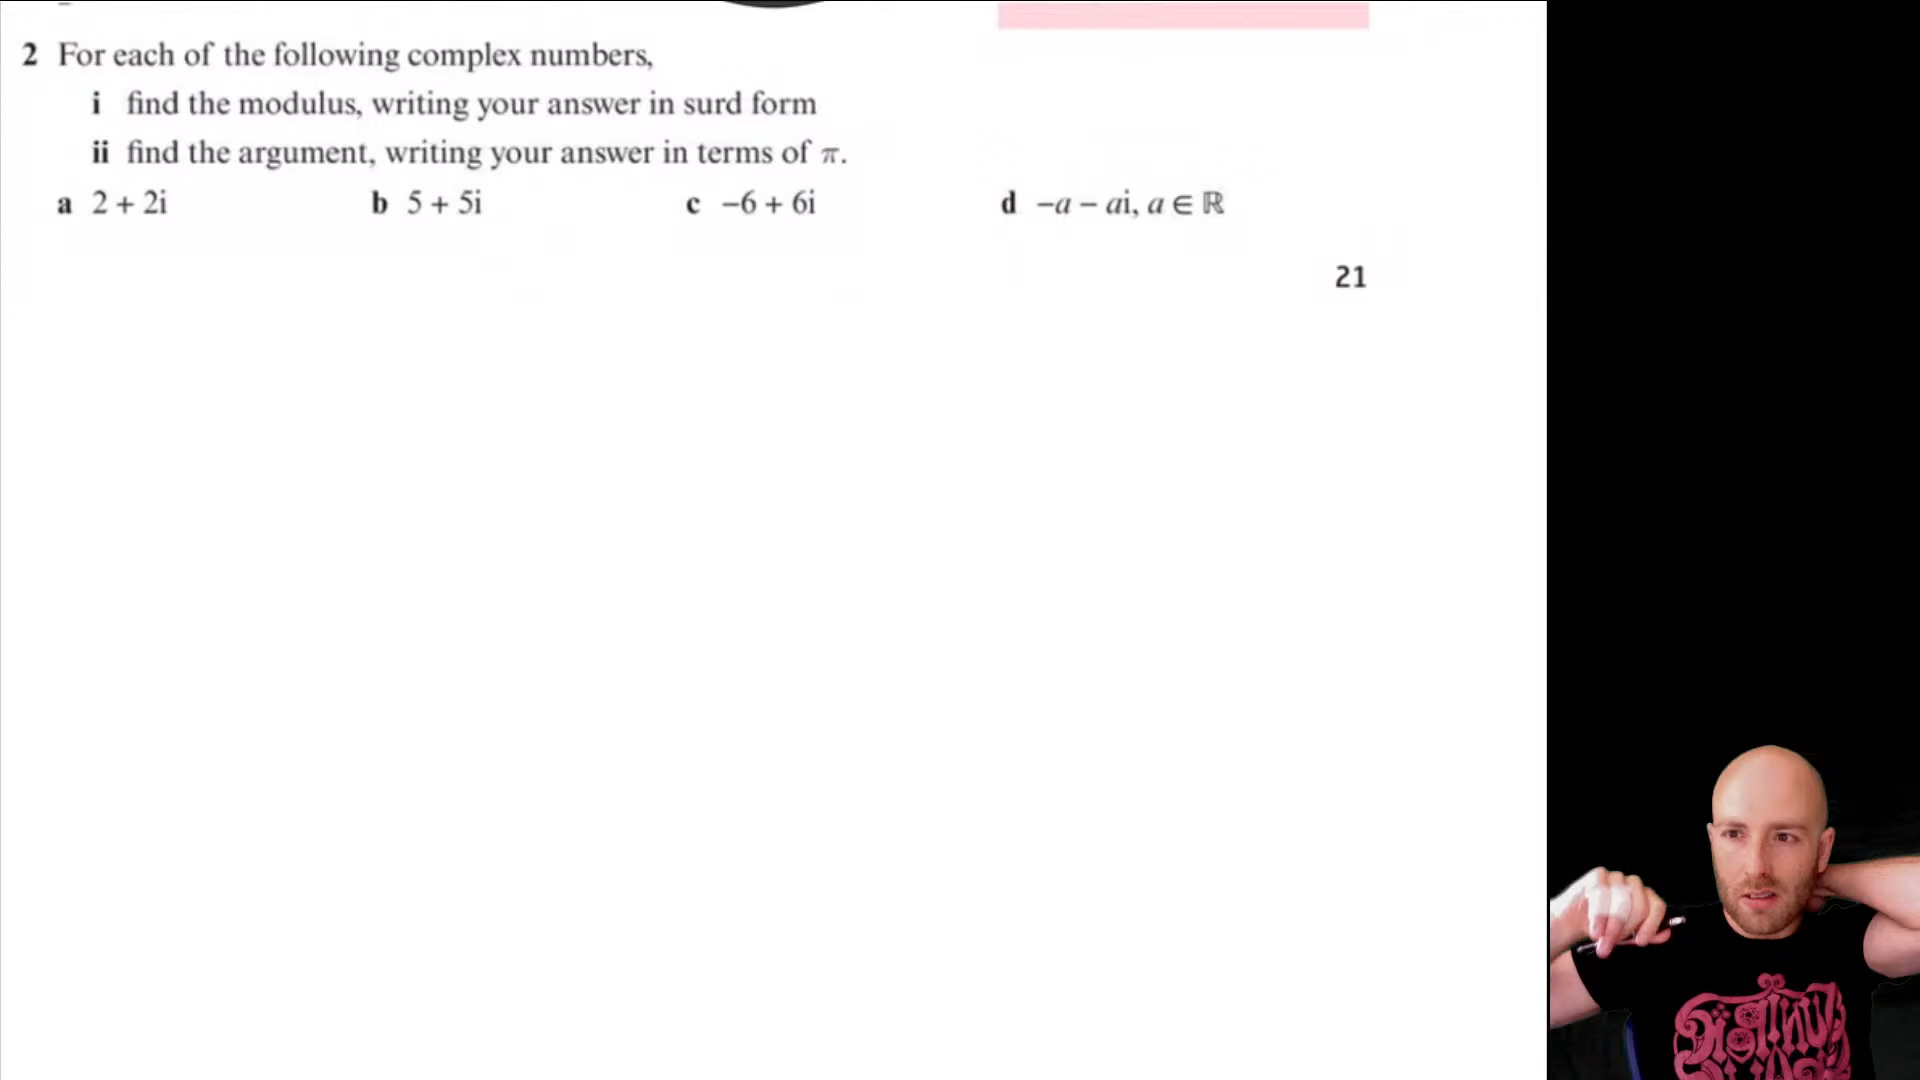 2 For each of the following complex numbers,
i find the modulus, writing your answer in surd form
ii find the argument, writing your answer in terms of π.
a 2 + 2i b 5 + 5i c −6 + 6i d −a − ai, a ∈ ℝ
21